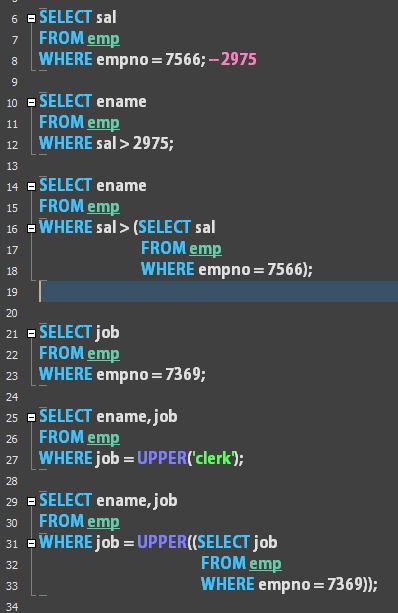 6 SELECT sal
7 FROM emp
8 WHERE empno = 7566; -- 2975
9
10 SELECT ename
11 FROM emp
12 WHERE sal > 2975;
13
14 SELECT ename
15 FROM emp
16 WHERE sal > (SELECT sal
17 FROM emp
18 WHERE empno = 7566);
19
20
21 SELECT job
22 FROM emp
23 WHERE empno = 7369;
24
25 SELECT ename, job
26 FROM emp
27 WHERE job = UPPER('clerk');
28
29 SELECT ename, job
30 FROM emp
31 WHERE job = UPPER((SELECT job
32 FROM emp
33 WHERE empno = 7369));
34